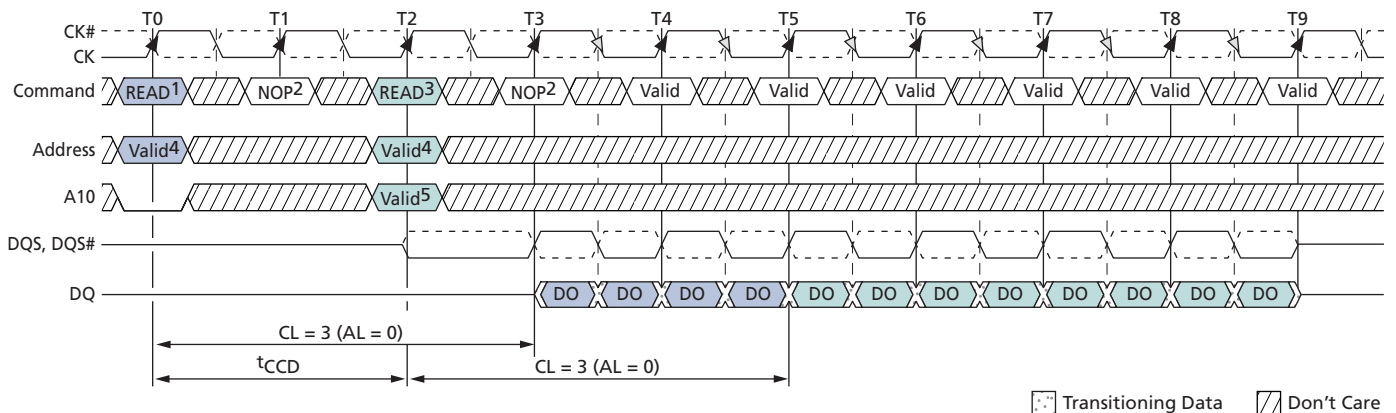 T0 T1 T2 T3 T4 T5 T6 T7 T8 T9
CK#
CK
Command READ1 NOP2 READ3 NOP2 Valid Valid Valid Valid Valid Valid
Address Valid4 Valid4
A10 Valid5
DQS, DQS#
DQ DO DO DO DO DO DO DO DO DO DO DO DO
CL = 3 (AL = 0)
tCCD CL = 3 (AL = 0)
Transitioning Data Don't Care